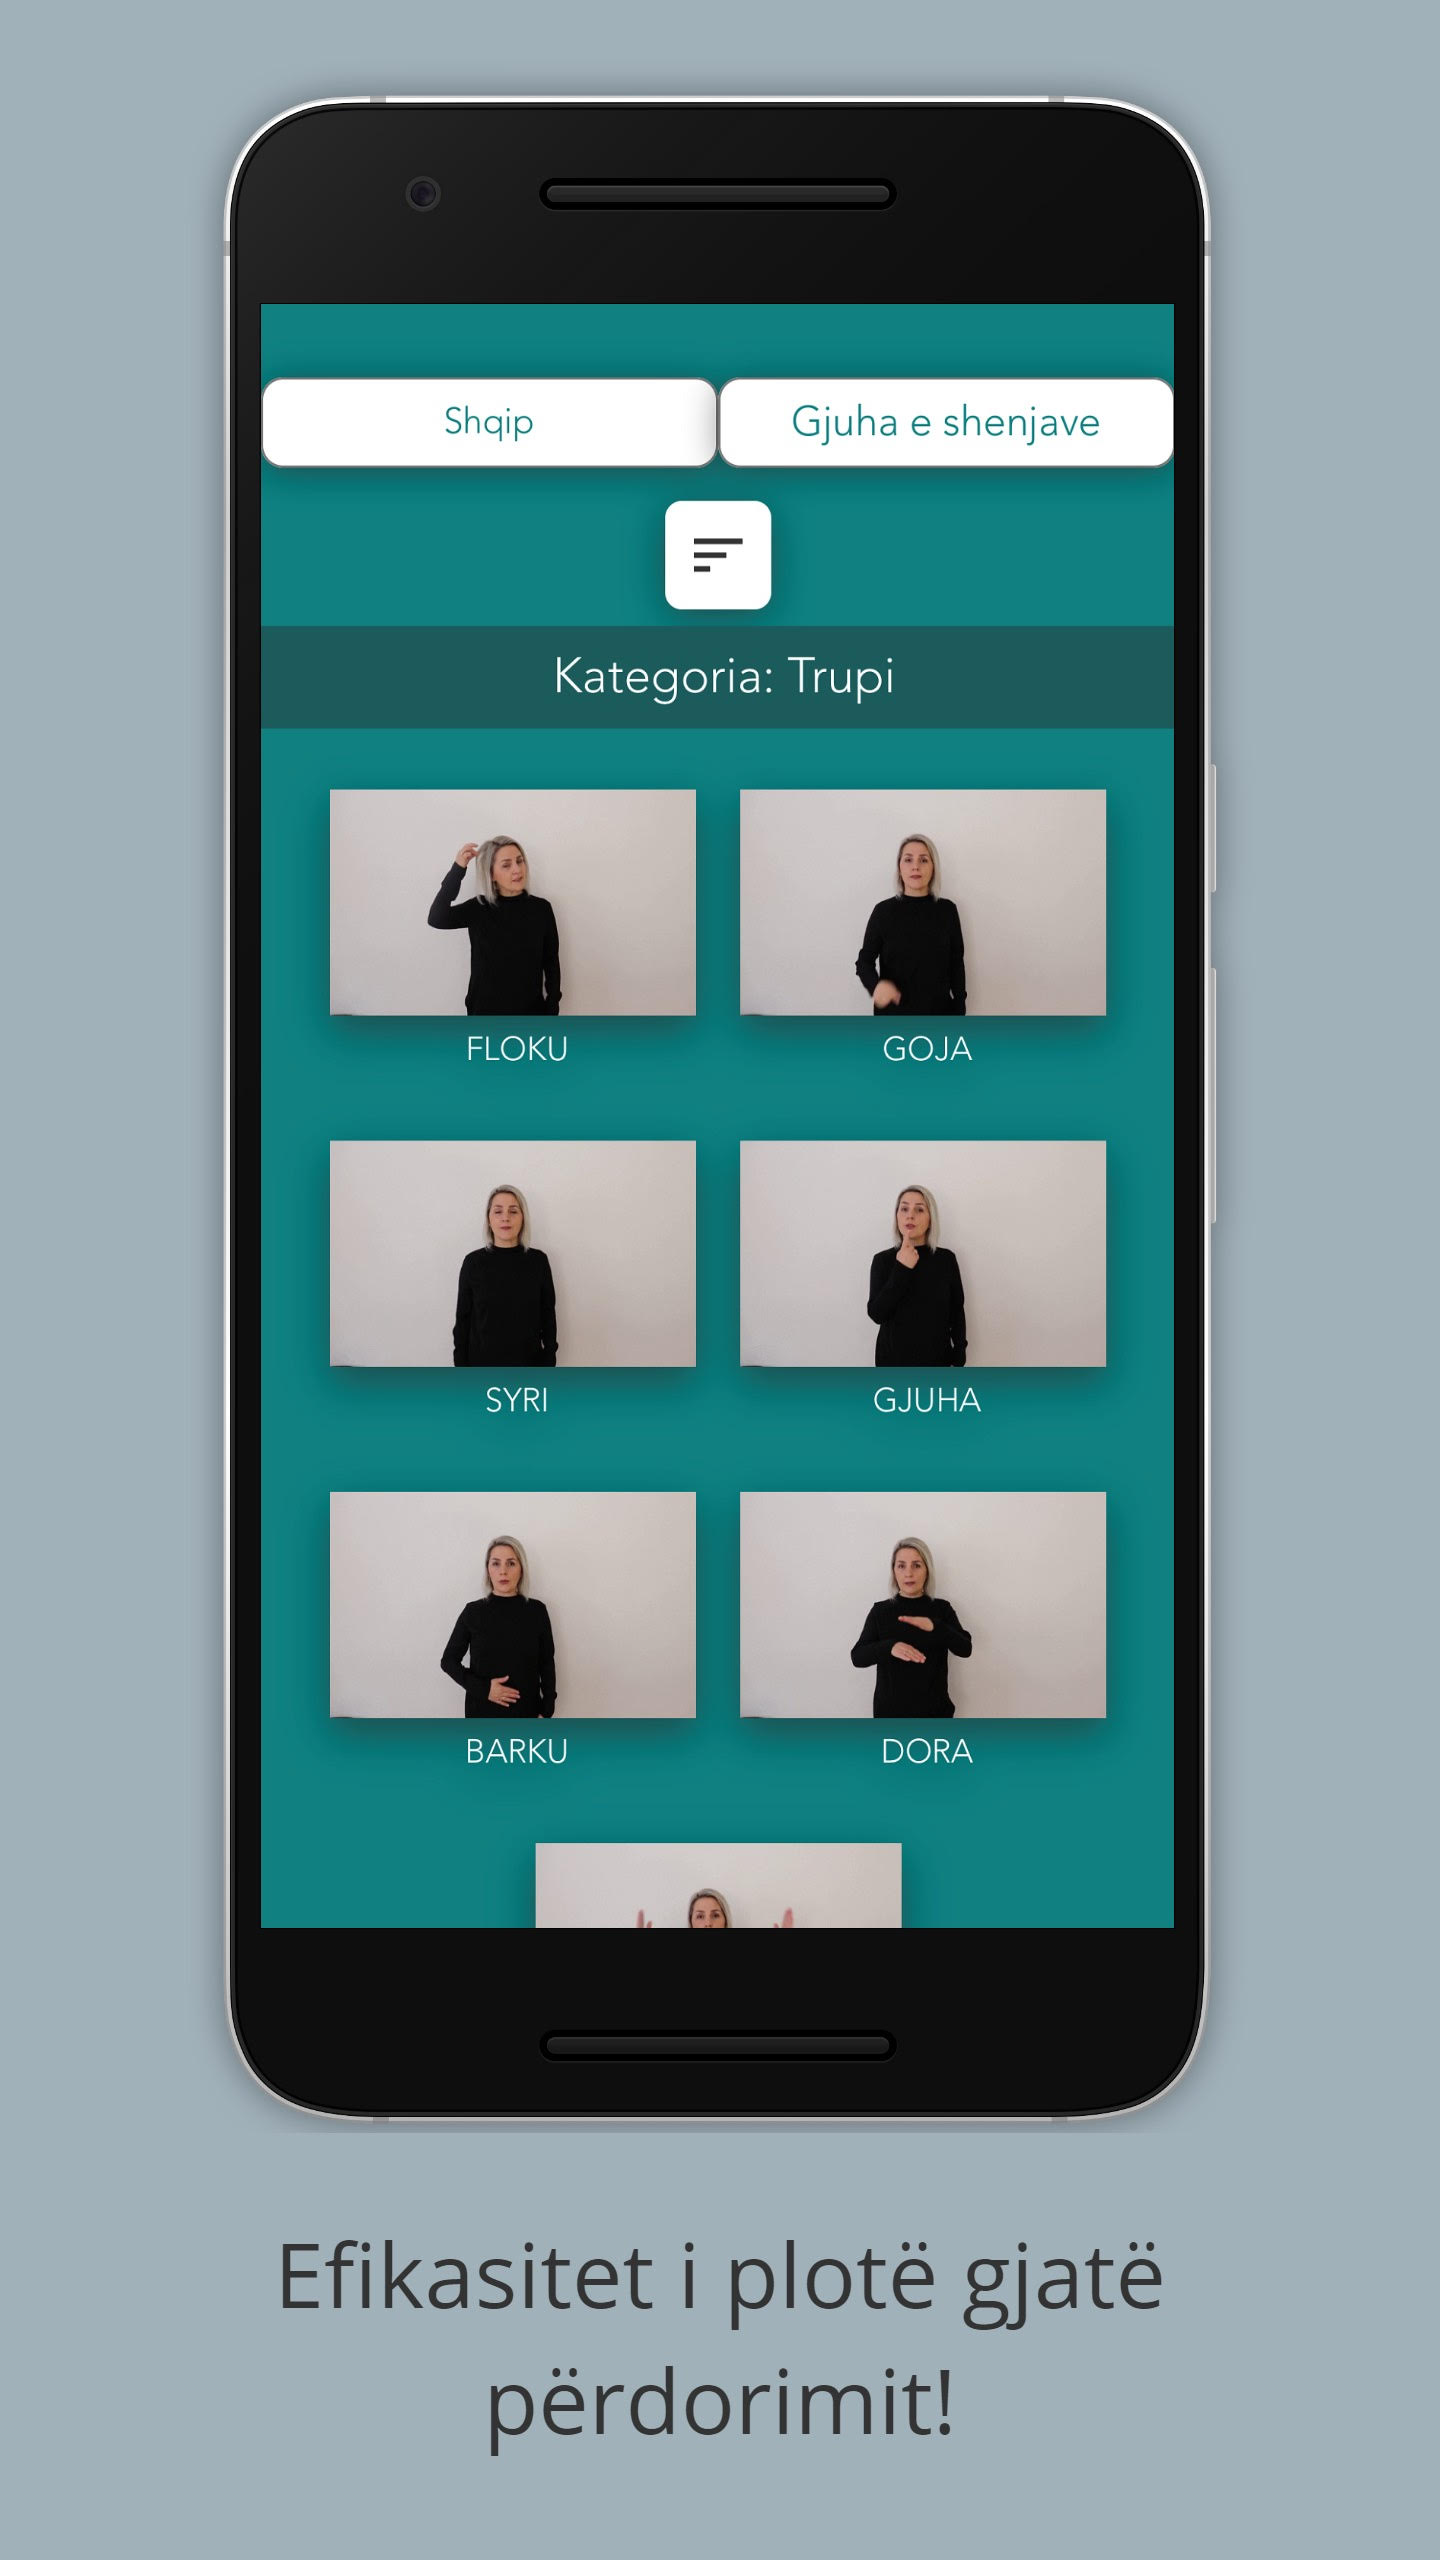 Shqip
Gjuha e shenjave
Kategoria: Trupi
FLOKU
GOJA
SYRI
GJUHA
BARKU
DORA
Efikasitet i plotë gjatë
përdorimit!